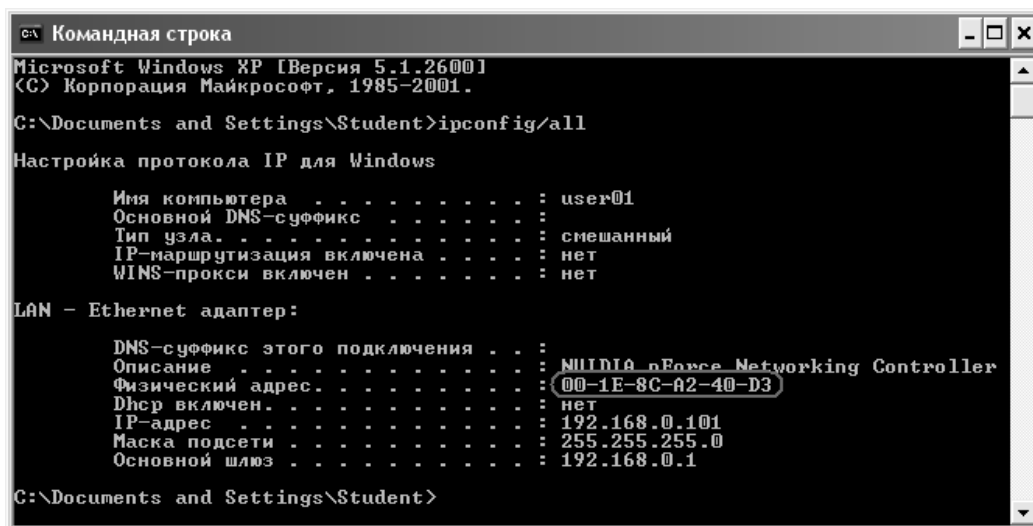 Командная строка
Microsoft Windows XP [Версия 5.1.2600]
(C) Корпорация Майкрософт, 1985-2001.
C:\Documents and Settings\Student>ipconfig/all
Настройка протокола IP для Windows
Имя компьютера . . . . . . . . . : user01
Основной DNS-суффикс . . . . . . :
Тип узла. . . . . . . . . . . . . : смешанный
IP-маршрутизация включена . . . . : нет
WINS-прокси включен . . . . . . . : нет
LAN - Ethernet адаптер:
DNS-суффикс этого подключения . . :
Описание . . . . . . . . . . . . : NVIDIA nForce Networking Controller
Физический адрес. . . . . . . . . : 00-1E-8C-A2-40-D3
Dhcp включен. . . . . . . . . . . : нет
IP-адрес . . . . . . . . . . . . : 192.168.0.101
Маска подсети . . . . . . . . . . : 255.255.255.0
Основной шлюз . . . . . . . . . . : 192.168.0.1
C:\Documents and Settings\Student>